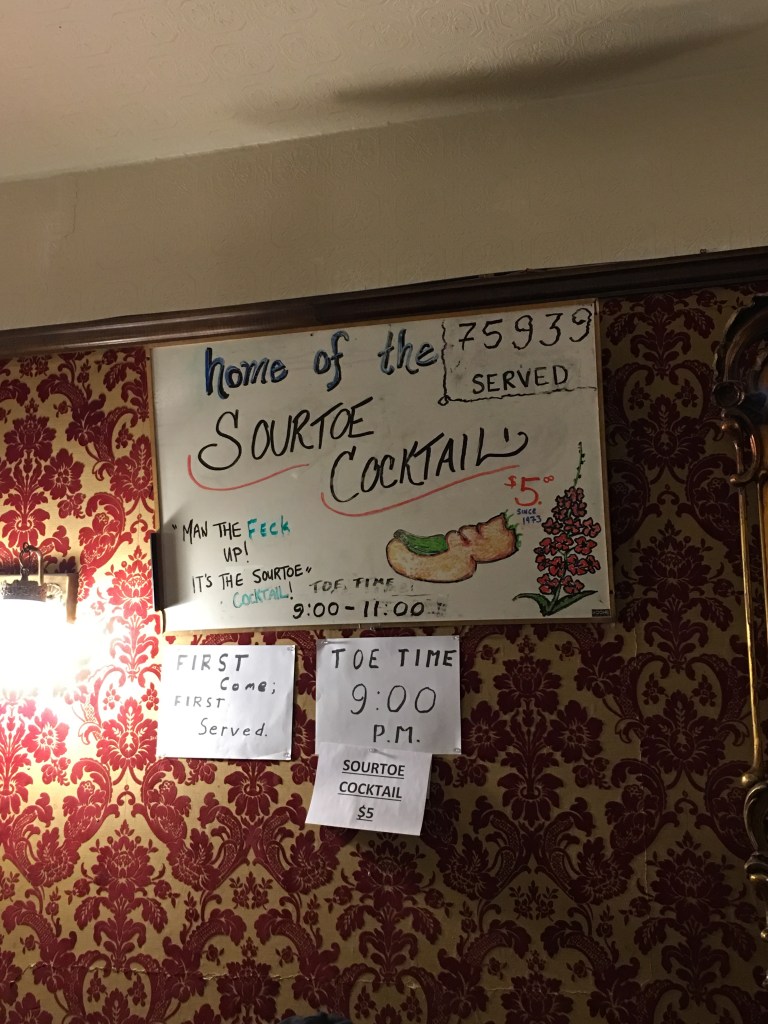 home of the
75939
SERVED
SOURTOE
COCKTAIL
$5.00
SINCE
1973
"MAN THE FECK
UP!
IT'S THE SOURTOE"
COCKTAIL!
TOE TIME
9:00-11:00
FIRST
Come;
FIRST
Served.
TOE TIME
9:00
P.M.
SOURTOE
COCKTAIL
$5